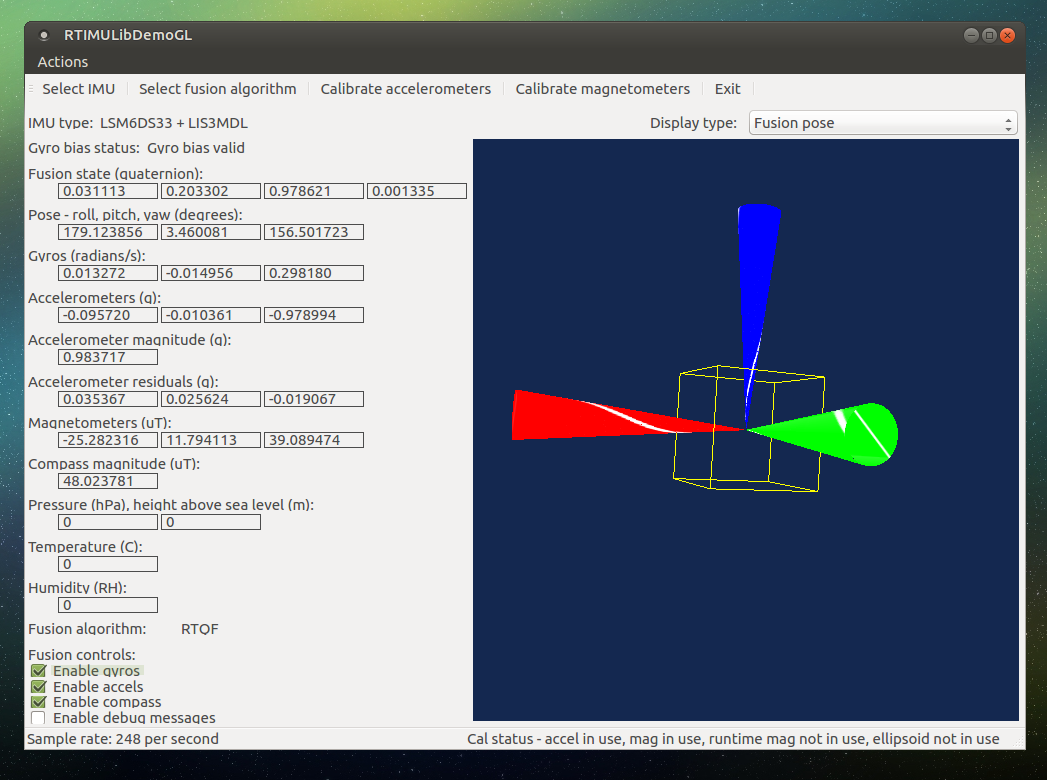 RTIMULibDemoGL
Actions
Select IMU Select fusion algorithm Calibrate accelerometers Calibrate magnetometers Exit
IMU type: LSM6DS33 + LIS3MDL Display type: Fusion pose
Gyro bias status: Gyro bias valid
Fusion state (quaternion):
0.031113 0.203302 0.978621 0.001335
Pose - roll, pitch, yaw (degrees):
179.123856 3.460081 156.501723
Gyros (radians/s):
0.013272 -0.014956 0.298180
Accelerometers (g):
-0.095720 -0.010361 -0.978994
Accelerometer magnitude (g):
0.983717
Accelerometer residuals (g):
0.035367 0.025624 -0.019067
Magnetometers (uT):
-25.282316 11.794113 39.089474
Compass magnitude (uT):
48.023781
Pressure (hPa), height above sea level (m):
0 0
Temperature (C):
0
Humidity (RH):
0
Fusion algorithm: RTQF
Fusion controls:
Enable gyros
Enable accels
Enable compass
Enable debug messages
Sample rate: 248 per second Cal status - accel in use, mag in use, runtime mag not in use, ellipsoid not in use